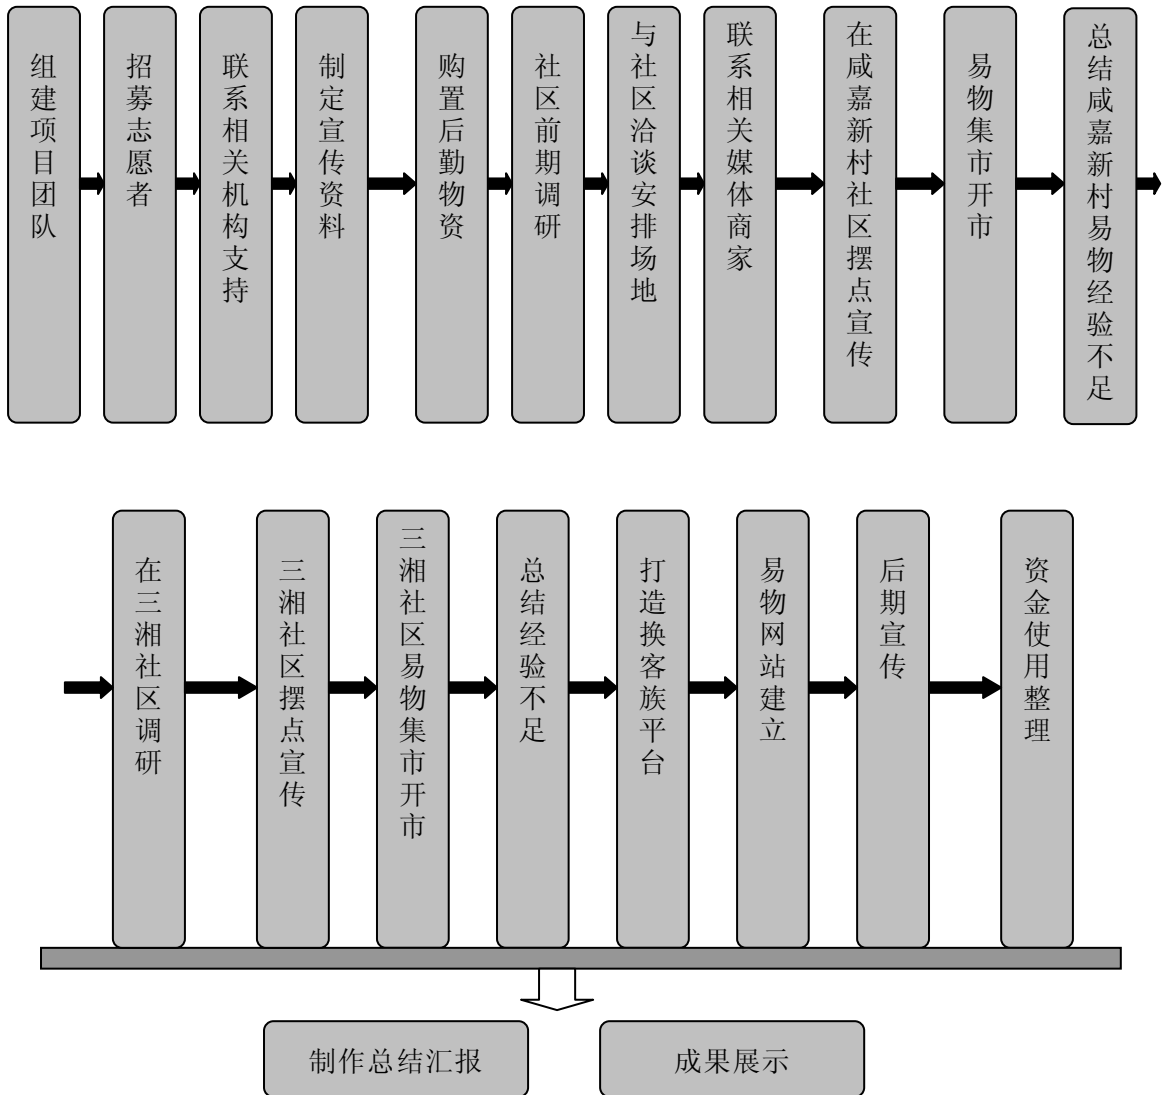 组建项目团队
招募志愿者
联系相关机构支持
制定宣传资料
购置后勤物资
社区前期调研
与社区洽谈安排场地
联系相关媒体商家
在咸嘉新村社区摆点宣传
易物集市开市
总结咸嘉新村易物经验不足
在三湘社区调研
三湘社区摆点宣传
三湘社区易物集市开市
总结经验不足
打造换客族平台
易物网站建立
后期宣传
资金使用整理
制作总结汇报
成果展示